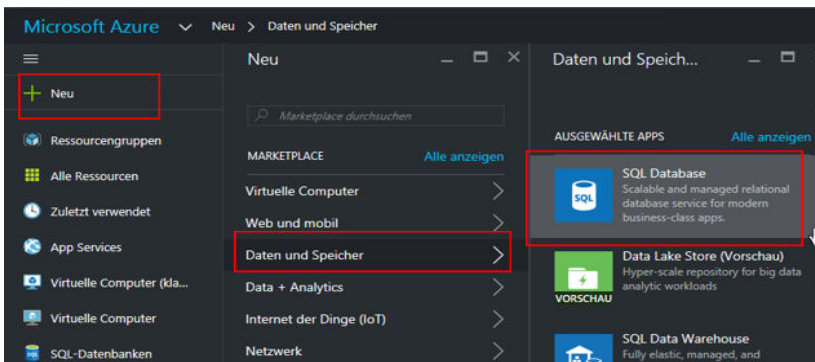 Microsoft Azure Neu > Daten und Speicher
Neu
Ressourcengruppen
Alle Ressourcen
Zuletzt verwendet
App Services
Virtuelle Computer (kla...
Virtuelle Computer
SQL-Datenbanken
Neu
Marketplace durchsuchen
MARKETPLACE Alle anzeigen
Virtuelle Computer
Web und mobil
Daten und Speicher
Data + Analytics
Internet der Dinge (IoT)
Netzwerk
Daten und Speich...
AUSGEWÄHLTE APPS Alle anzeigen
SQL
SQL Database
Scalable and managed relational
database service for modern
business-class apps.
VORSCHAU
Data Lake Store (Vorschau)
Hyper-scale repository for big data
analytic workloads
SQL Data Warehouse
Fully elastic, managed, and